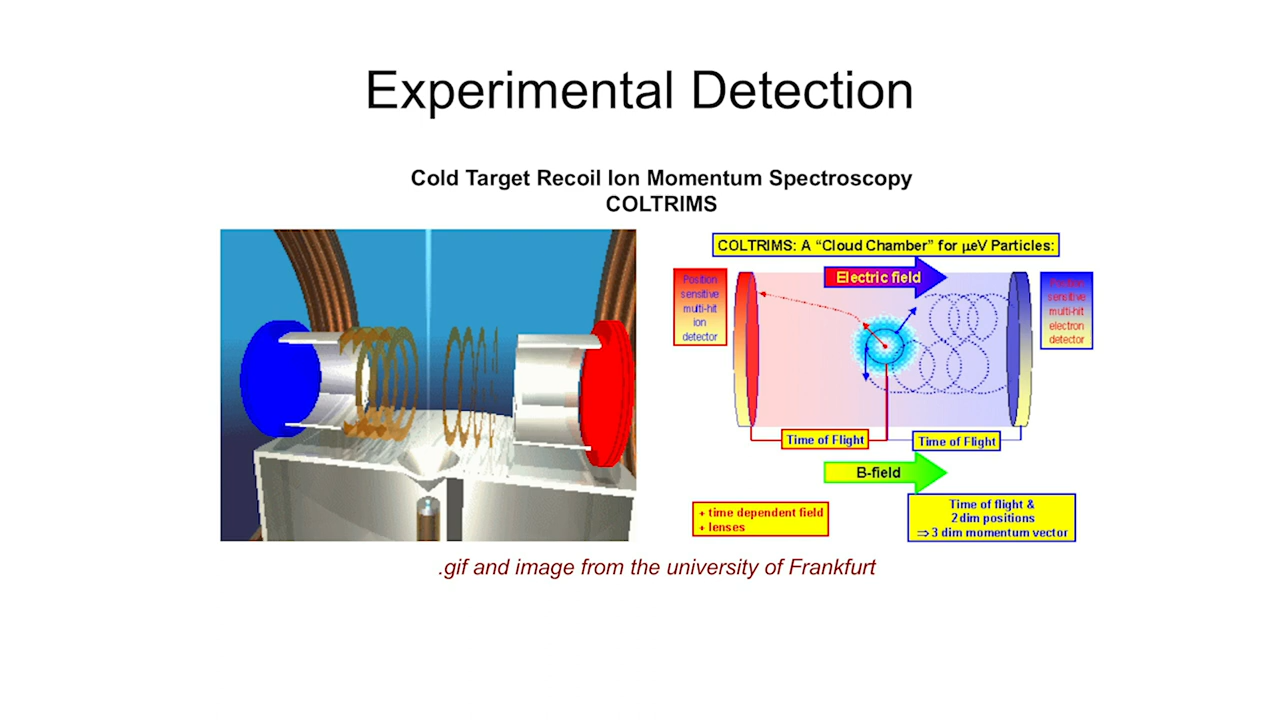 Experimental Detection
Cold Target Recoil Ion Momentum Spectroscopy
COLTRIMS
COLTRIMS: A “Cloud Chamber” for µeV Particles:
Electric field
Position
sensitive
multi-hit
ion
detector
Position
sensitive
multi-hit
electron
detector
Time of Flight
Time of Flight
B-field
+ time dependent field
+ lenses
Time of flight &
2 dim positions
⇒ 3 dim momentum vector
.gif and image from the university of Frankfurt